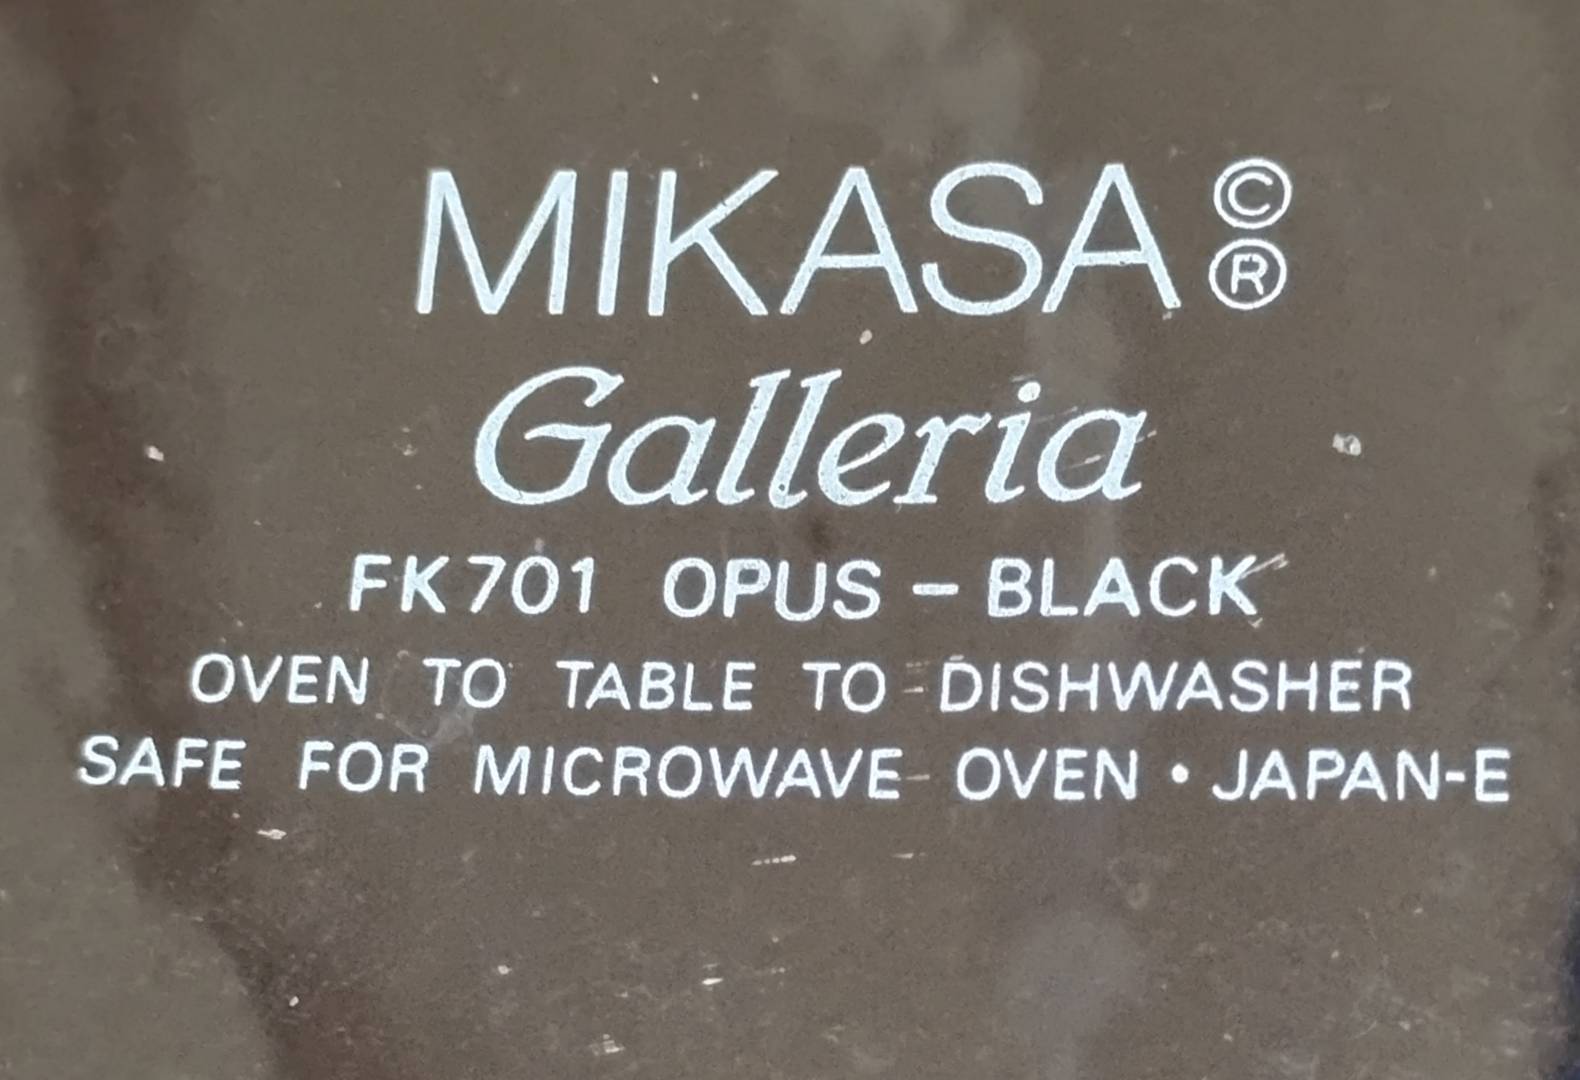 MIKASA © ®
Galleria
FK701 OPUS – BLACK
OVEN TO TABLE TO DISHWASHER
SAFE FOR MICROWAVE OVEN • JAPAN-E